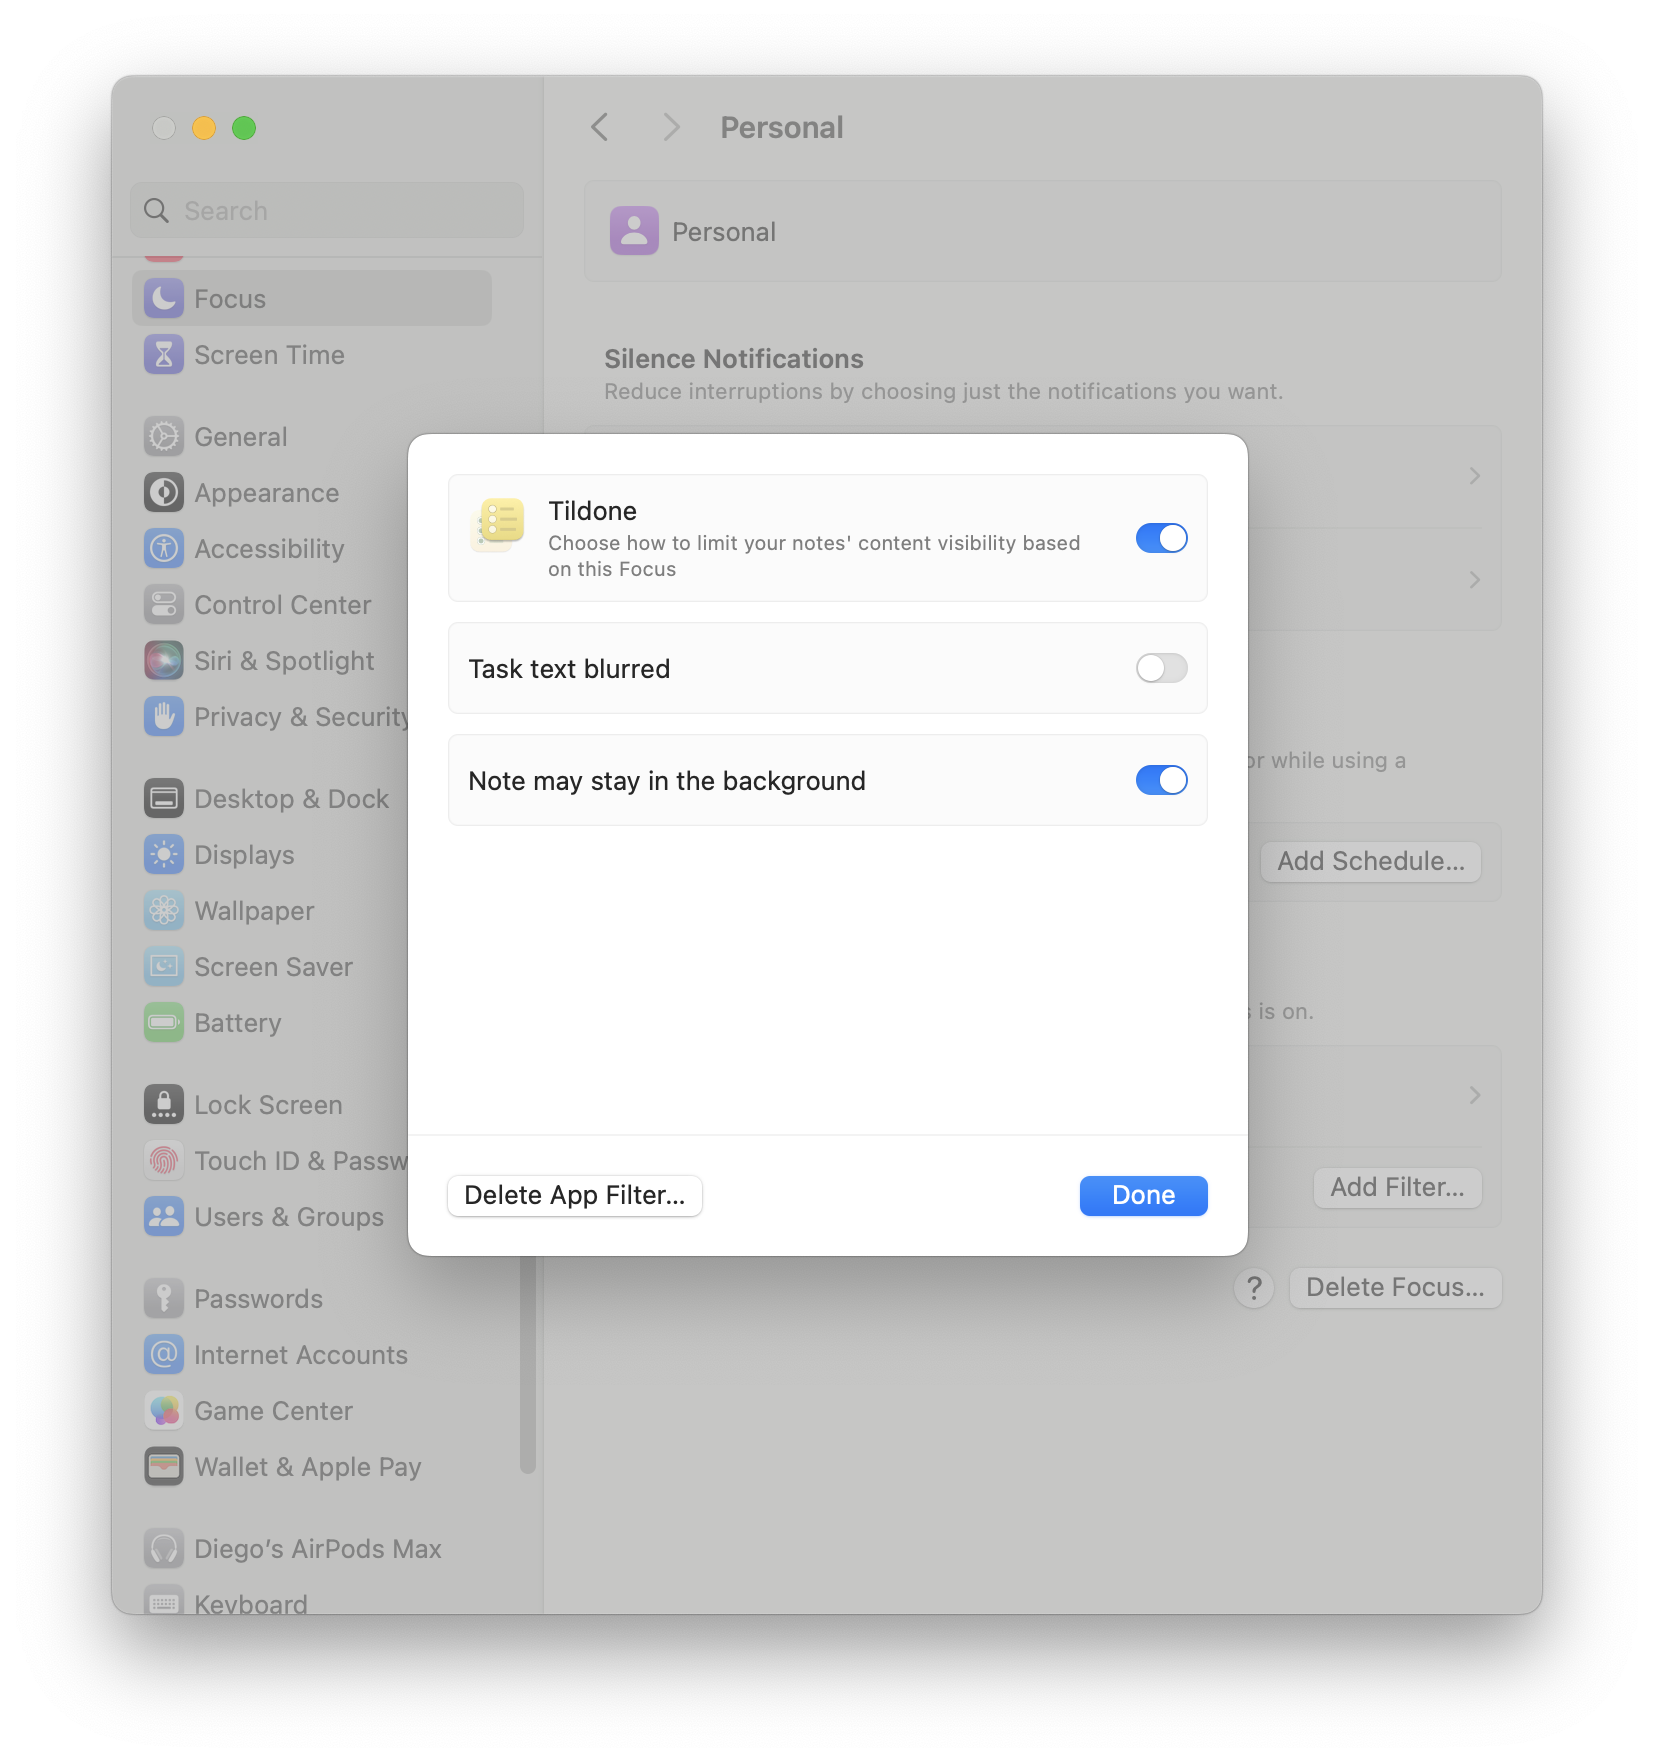 Personal
Search
Focus
Screen Time
General
Appearance
Accessibility
Control Center
Siri & Spotlight
Privacy & Security
Desktop & Dock
Displays
Wallpaper
Screen Saver
Battery
Lock Screen
Touch ID & Passw
Users & Groups
Passwords
Internet Accounts
Game Center
Wallet & Apple Pay
Diego’s AirPods Max
Keyboard
Personal
Silence Notifications
Reduce interruptions by choosing just the notifications you want.
or while using a
Add Schedule...
s is on.
Add Filter...
?
Delete Focus...
Tildone
Choose how to limit your notes' content visibility based
on this Focus
Task text blurred
Note may stay in the background
Delete App Filter...
Done